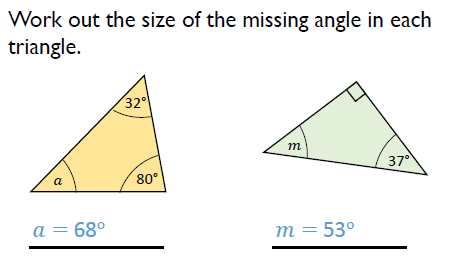 Work out the size of the missing angle in each
triangle.
32°
a
80°
m
37°
a = 68°
m = 53°